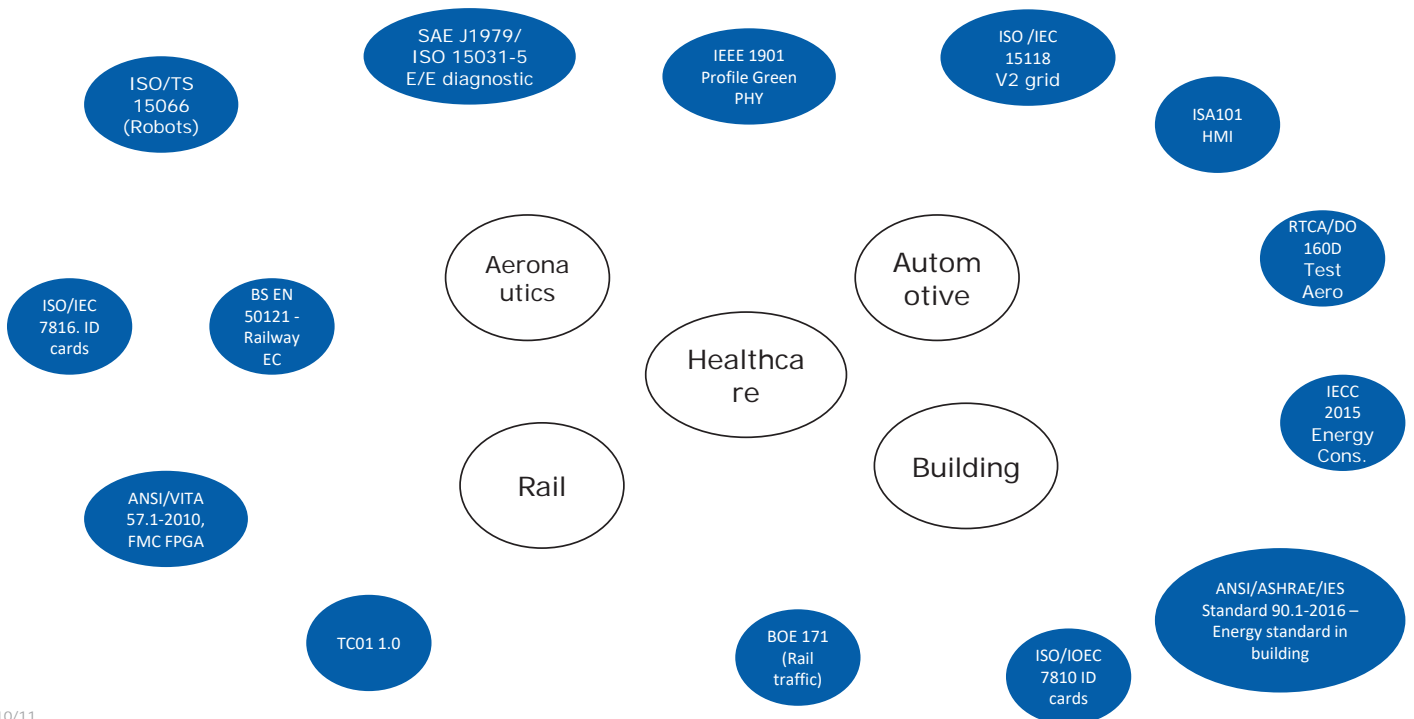 SAE J1979/
ISO 15031-5
E/E diagnostic
IEEE 1901
Profile Green
PHY
ISO /IEC
15118
V2 grid
ISO/TS
15066
(Robots)
ISA101
HMI
Aerona
utics
Autom
otive
RTCA/DO
160D
Test
Aero
ISO/IEC
7816. ID
cards
BS EN
50121 -
Railway
EC
Healthca
re
IECC
2015
Energy
Cons.
Rail
Building
ANSI/VITA
57.1-2010,
FMC FPGA
ANSI/ASHRAE/IES
Standard 90.1-2016 –
Energy standard in
building
TC01 1.0
BOE 171
(Rail
traffic)
ISO/IOEC
7810 ID
cards